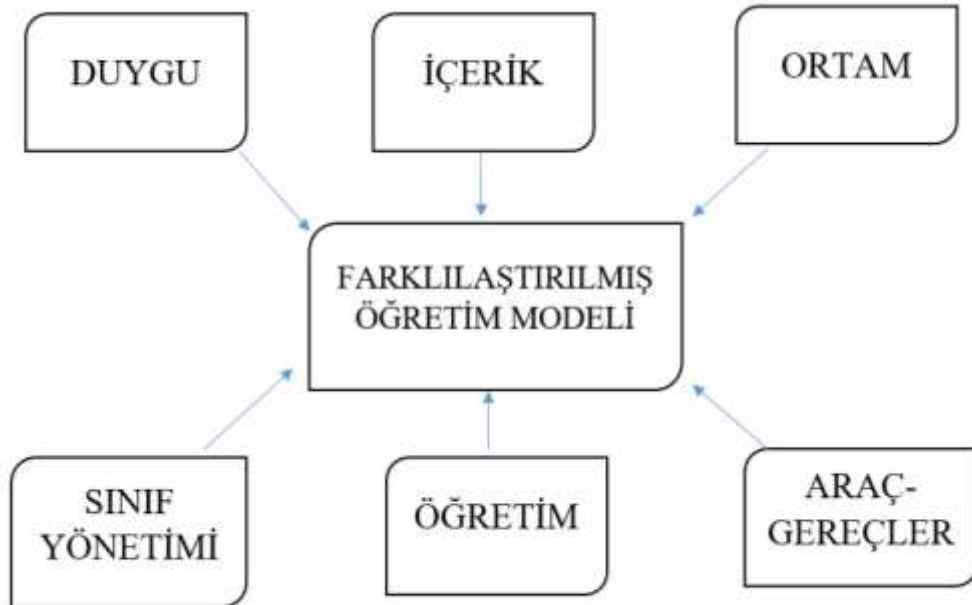 DUYGU
İÇERİK
ORTAM
FARKLILAŞTIRILMIŞ
ÖĞRETİM MODELİ
SINIF
YÖNETİMİ
ÖĞRETİM
ARAÇ-
GEREÇLER